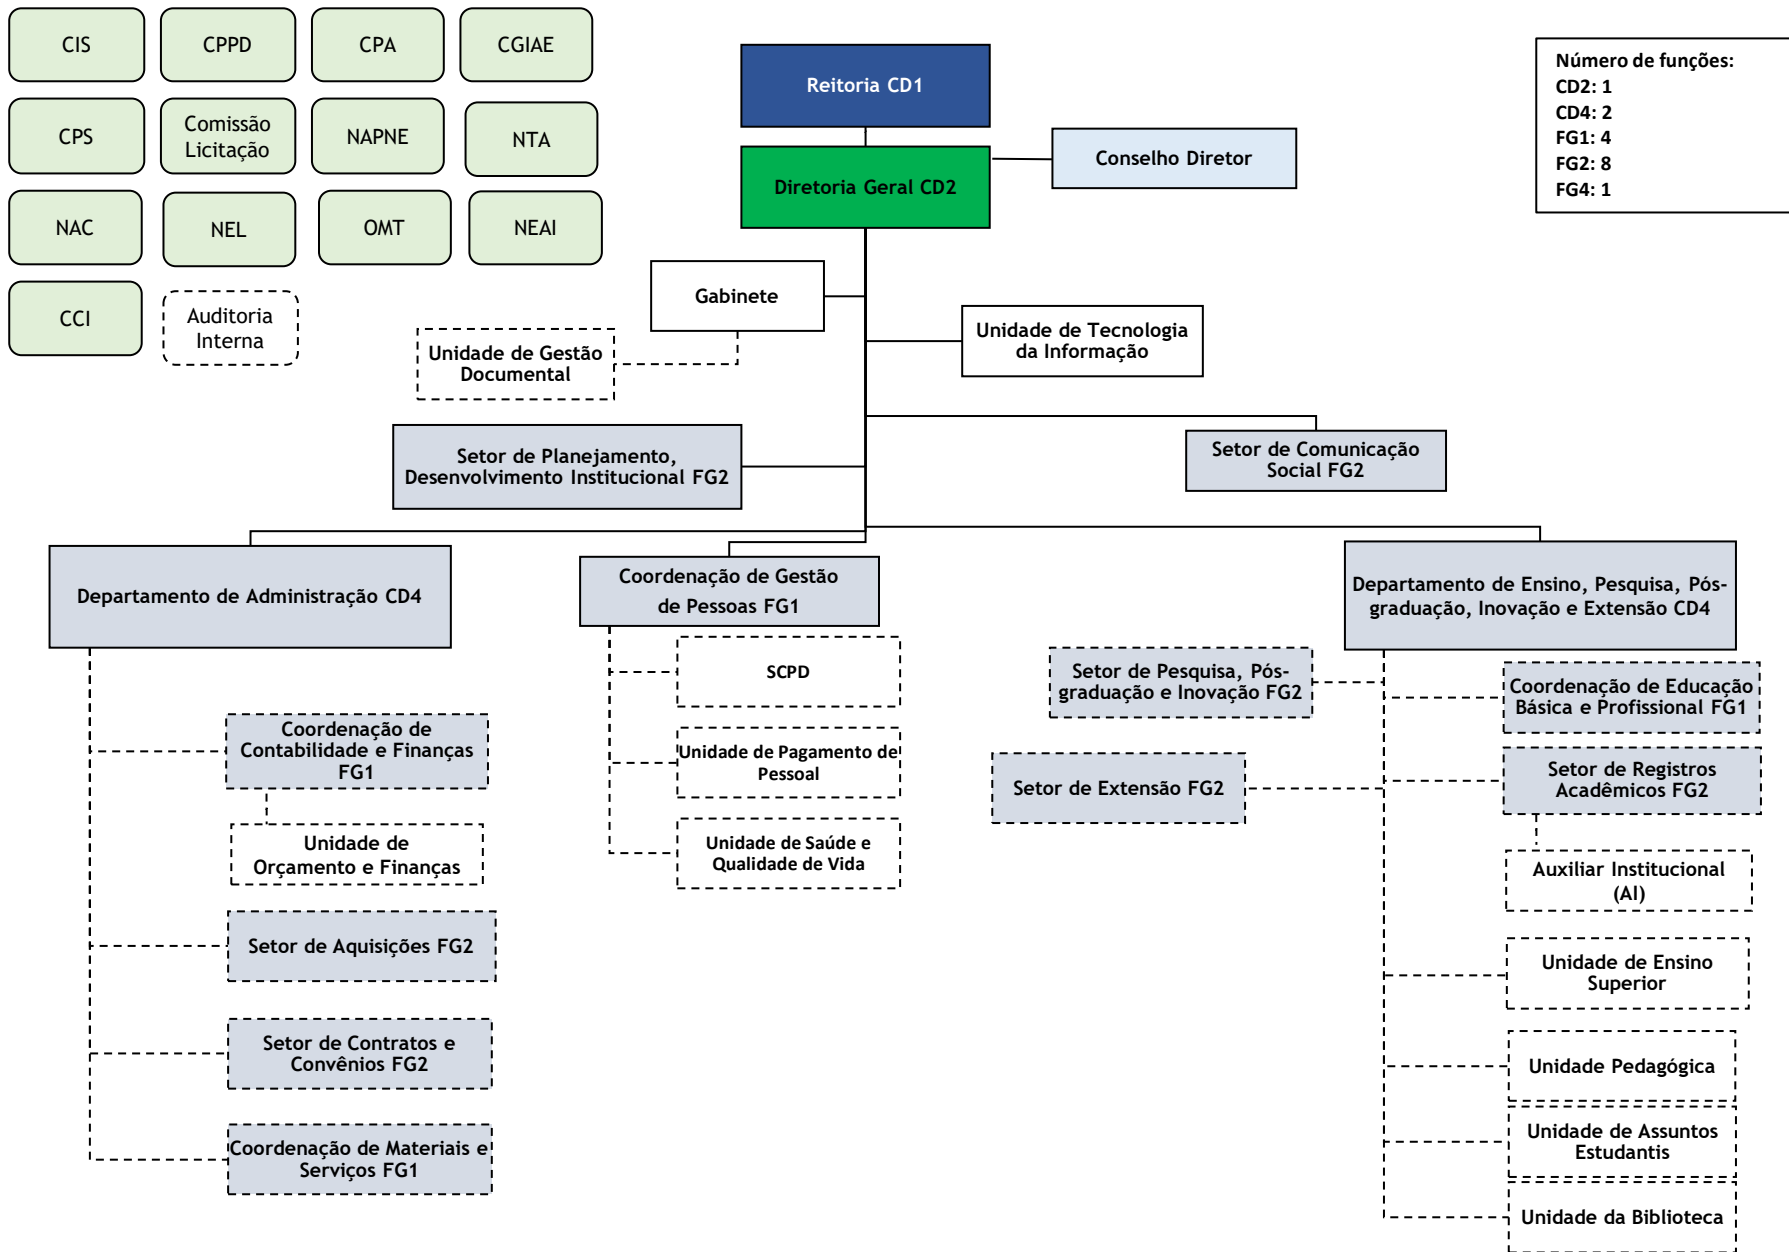 CIS
CPPD
CPA
CGIAE
CPS
Comissão
Licitação
NAPNE
NTA
NAC
NEL
OMT
NEAI
CCI
Auditoria
Interna
Reitoria CD1
Diretoria Geral CD2
Conselho Diretor
Número de funções:
CD2: 1
CD4: 2
FG1: 4
FG2: 8
FG4: 1
Gabinete
Unidade de Gestão
Documental
Unidade de Tecnologia
da Informação
Setor de Planejamento,
Desenvolvimento Institucional FG2
Setor de Comunicação
Social FG2
Departamento de Administração CD4
Coordenação de Gestão
de Pessoas FG1
Departamento de Ensino, Pesquisa, Pós-
graduação, Inovação e Extensão CD4
Coordenação de
Contabilidade e Finanças
FG1
Unidade de
Orçamento e Finanças
Setor de Aquisições FG2
Setor de Contratos e
Convênios FG2
Coordenação de Materiais e
Serviços FG1
SCPD
Unidade de Pagamento de
Pessoal
Unidade de Saúde e
Qualidade de Vida
Setor de Pesquisa, Pós-
graduação e Inovação FG2
Setor de Extensão FG2
Coordenação de Educação
Básica e Profissional FG1
Setor de Registros
Acadêmicos FG2
Auxiliar Institucional
(AI)
Unidade de Ensino
Superior
Unidade Pedagógica
Unidade de Assuntos
Estudantis
Unidade da Biblioteca